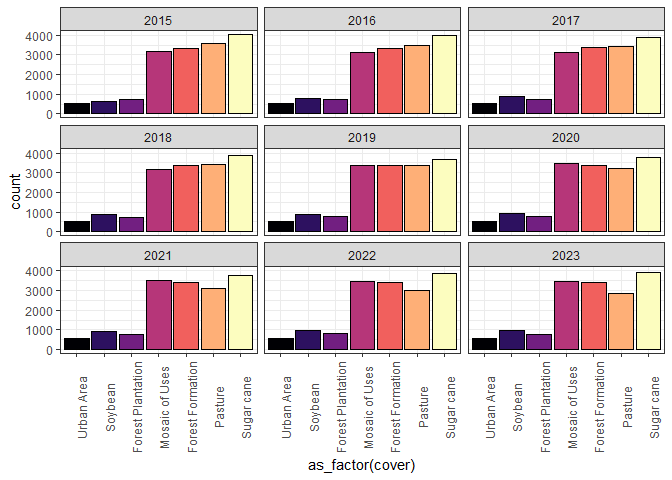 2015 2016 2017
4000
3000
2000
1000
0
2018 2019 2020
4000
3000
2000
1000
0
2021 2022 2023
4000
3000
2000
1000
0
count
Urban Area
Soybean
Forest Plantation
Mosaic of Uses
Forest Formation
Pasture
Sugar cane
Urban Area
Soybean
Forest Plantation
Mosaic of Uses
Forest Formation
Pasture
Sugar cane
Urban Area
Soybean
Forest Plantation
Mosaic of Uses
Forest Formation
Pasture
Sugar cane
as_factor(cover)